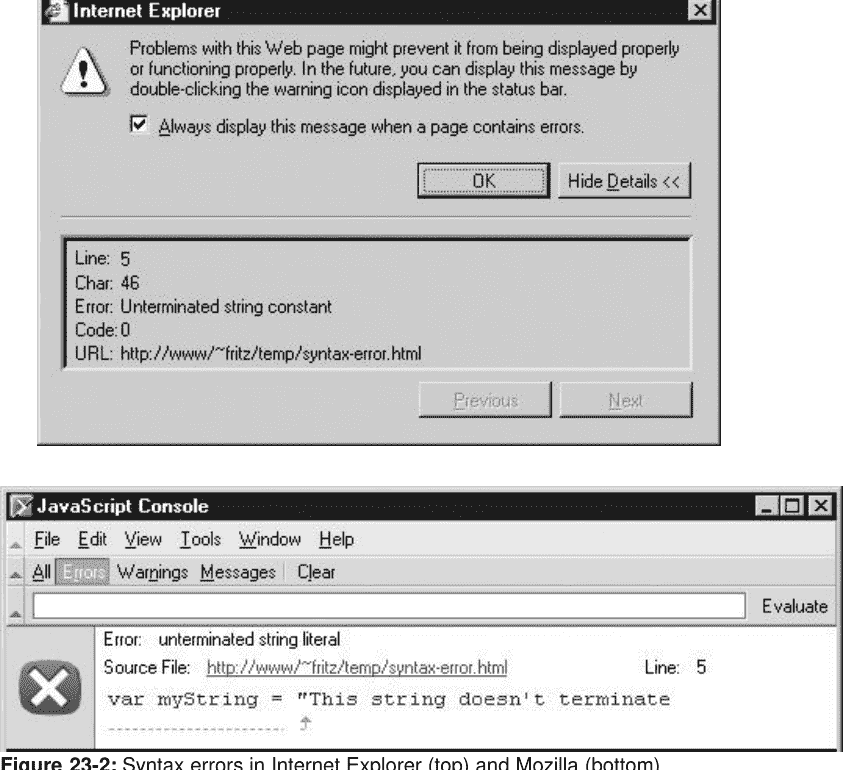 Internet Explorer
Problems with this Web page might prevent it from being displayed properly
or functioning properly. In the future, you can display this message by
double-clicking the warning icon displayed in the status bar.
Always display this message when a page contains errors.
OK
Hide Details <<
Line: 5
Char: 46
Error: Unterminated string constant
Code: 0
URL: http://www/~fritz/temp/syntax-error.html
Previous
Next
JavaScript Console
File Edit View Tools Window Help
All Errors Warnings Messages Clear
Evaluate
Error: unterminated string literal
Source File: http://www/~fritz/temp/syntax-error.html Line: 5
var myString = "This string doesn't terminate
Figure 23-2: Syntax errors in Internet Explorer (top) and Mozilla (bottom)